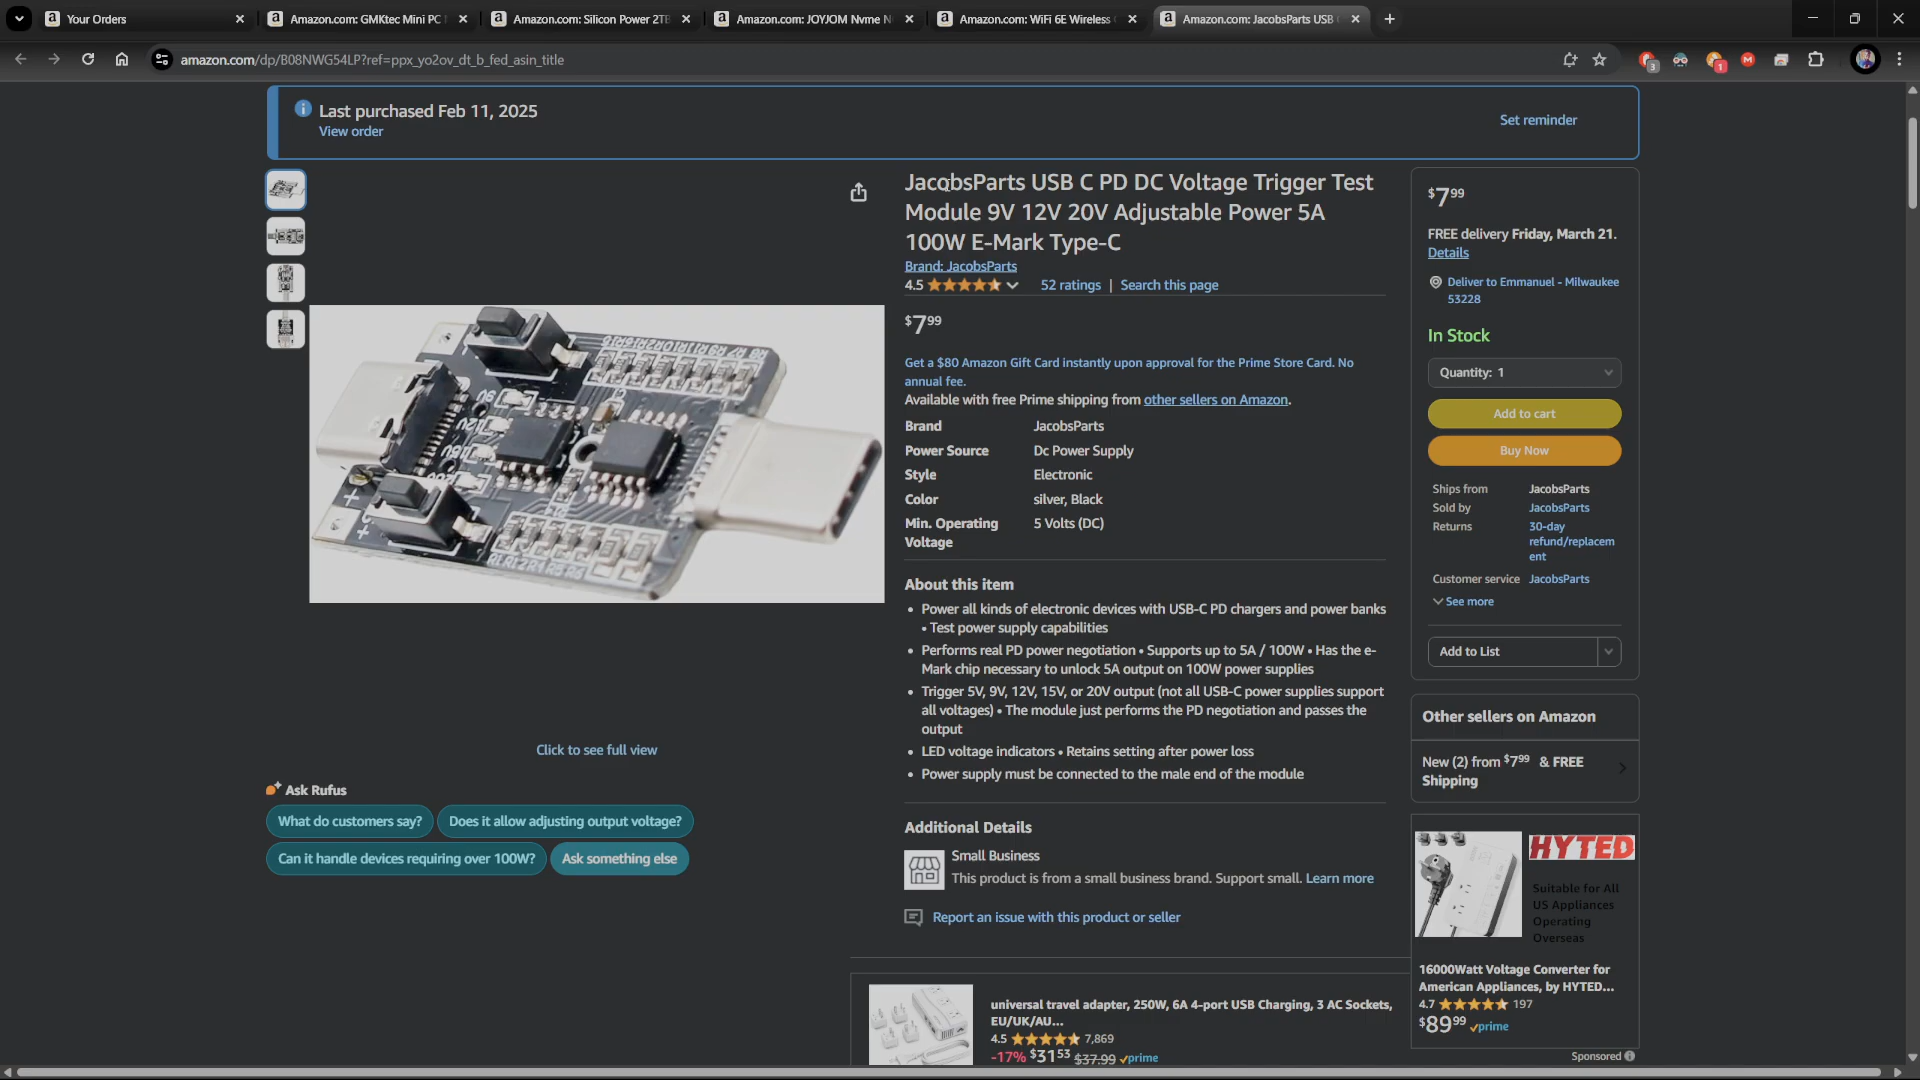 Your Orders
Amazon.com: GMKtec Mini PC
Amazon.com: Silicon Power 2TB
Amazon.com: JOYJOM Nvme N
Amazon.com: WiFi 6E Wireless
Amazon.com: JacobsParts USB
amazon.com/dp/B08NWG54LP?ref=ppx_yo2ov_dt_b_fed_asin_title
3
1
Last purchased Feb 11, 2025
View order
Set reminder
JacobsParts USB C PD DC Voltage Trigger Test
Module 9V 12V 20V Adjustable Power 5A
100W E-Mark Type-C
Brand: JacobsParts
4.5
52 ratings | Search this page
$7.99
Get a $80 Amazon Gift Card instantly upon approval for the Prime Store Card. No
annual fee.
Available with free Prime shipping from other sellers on Amazon.
Brand JacobsParts
Power Source Dc Power Supply
Style Electronic
Color silver, Black
Min. Operating 5 Volts (DC)
Voltage
About this item
• Power all kinds of electronic devices with USB-C PD chargers and power banks
• Test power supply capabilities
• Performs real PD power negotiation • Supports up to 5A / 100W • Has the e-
Mark chip necessary to unlock 5A output on 100W power supplies
• Trigger 5V, 9V, 12V, 15V, or 20V output (not all USB-C power supplies support
all voltages) • The module just performs the PD negotiation and passes the
output
• LED voltage indicators • Retains setting after power loss
• Power supply must be connected to the male end of the module
Additional Details
Small Business
This product is from a small business brand. Support small. Learn more
Report an issue with this product or seller
Click to see full view
Ask Rufus
What do customers say?
Does it allow adjusting output voltage?
Can it handle devices requiring over 100W?
Ask something else
$7 99
FREE delivery Friday, March 21.
Details
Deliver to Emmanuel - Milwaukee
53228
In Stock
Quantity: 1
Add to cart
Buy Now
Ships from JacobsParts
Sold by JacobsParts
Returns 30-day
refund/replacem
ent
Customer service JacobsParts
See more
Add to List
Other sellers on Amazon
New (2) from $7 99 & FREE
Shipping
HYTED
Suitable for All
US Appliances
Operating
Overseas
16000Watt Voltage Converter for
American Appliances, by HYTED...
4.7 197
$89 99 prime
Sponsored
universal travel adapter, 250W, 6A 4-port USB Charging, 3 AC Sockets,
EU/UK/AU...
4.5 7,869
-17% $31 53 $37.99 prime